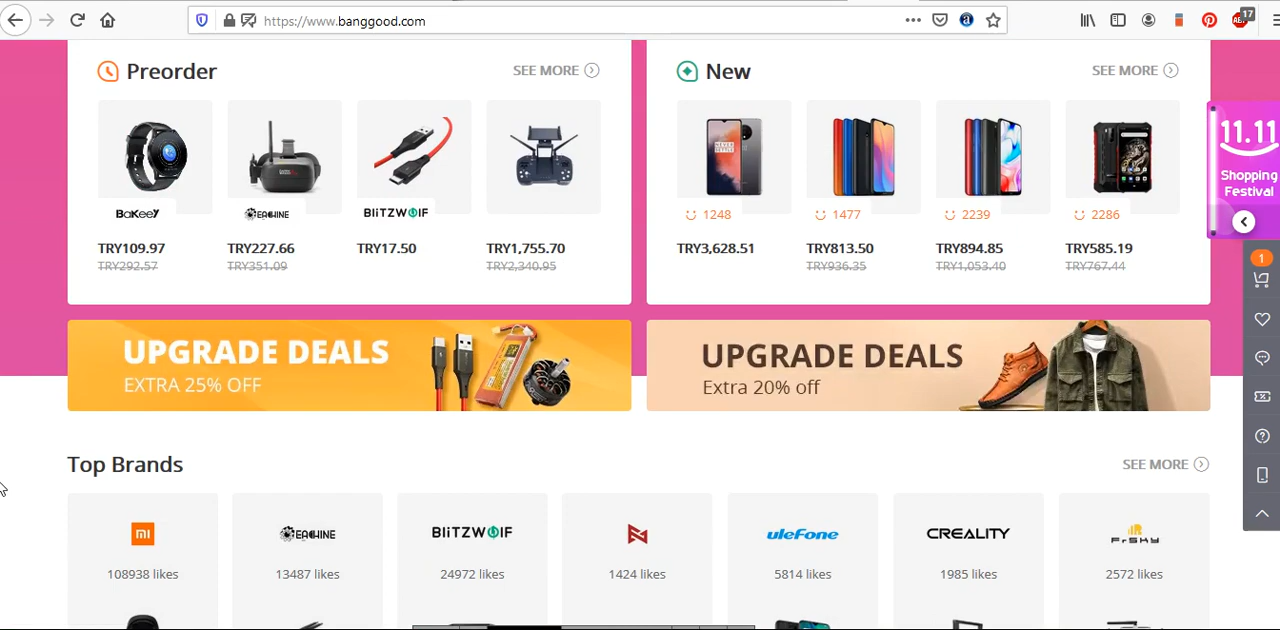 https://www.banggood.com
17
Preorder
SEE MORE
BaKeeY
EACHINE
BLiTZWOLF
TRY109.97
TRY292.57
TRY227.66
TRY351.09
TRY17.50
TRY1,755.70
TRY2,340.95
New
SEE MORE
1248
1477
2239
2286
TRY3,628.51
TRY813.50
TRY936.35
TRY894.85
TRY1,053.40
TRY585.19
TRY767.44
11.11
Shopping
Festival
1
UPGRADE DEALS
EXTRA 25% OFF
UPGRADE DEALS
Extra 20% off
Top Brands
SEE MORE
mi
108938 likes
EACHINE
13487 likes
BLiTZWOLF
24972 likes
1424 likes
uleFone
5814 likes
CREALITY
1985 likes
FrSKY
2572 likes